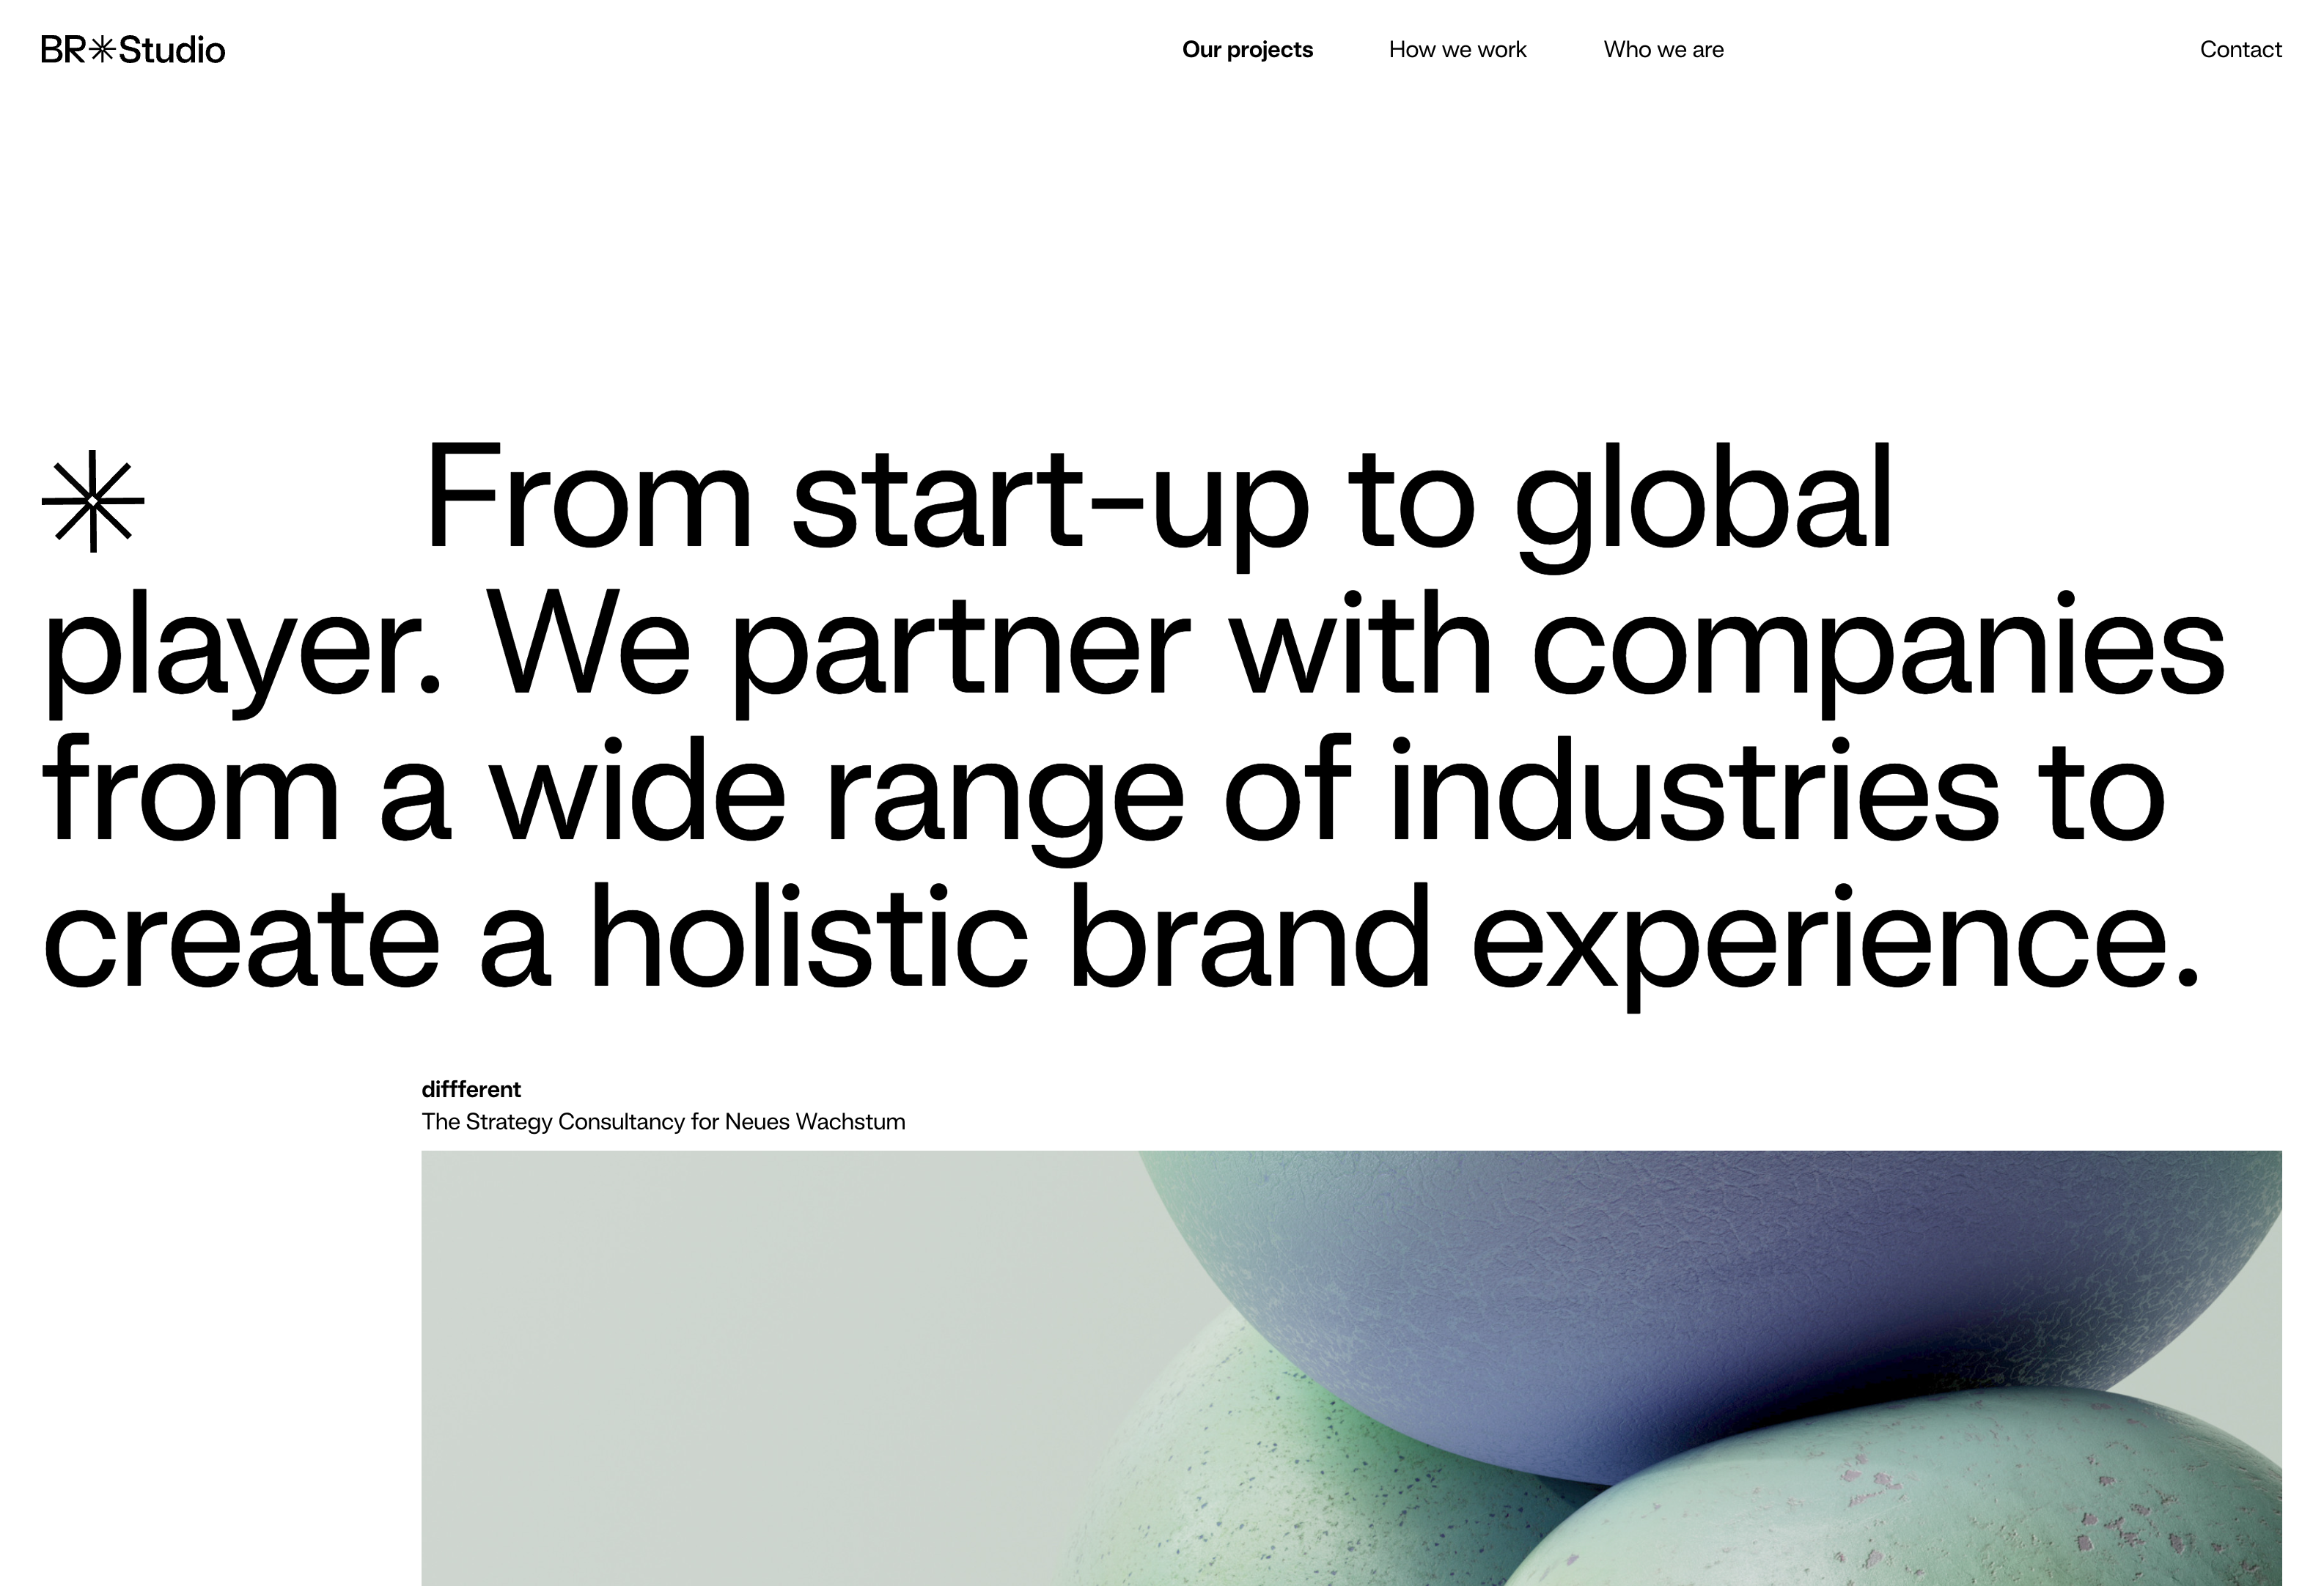 BR✳Studio
Our projects
How we work
Who we are
Contact
✳ From start-up to global
player. We partner with companies
from a wide range of industries to
create a holistic brand experience.
diffferent
The Strategy Consultancy for Neues Wachstum